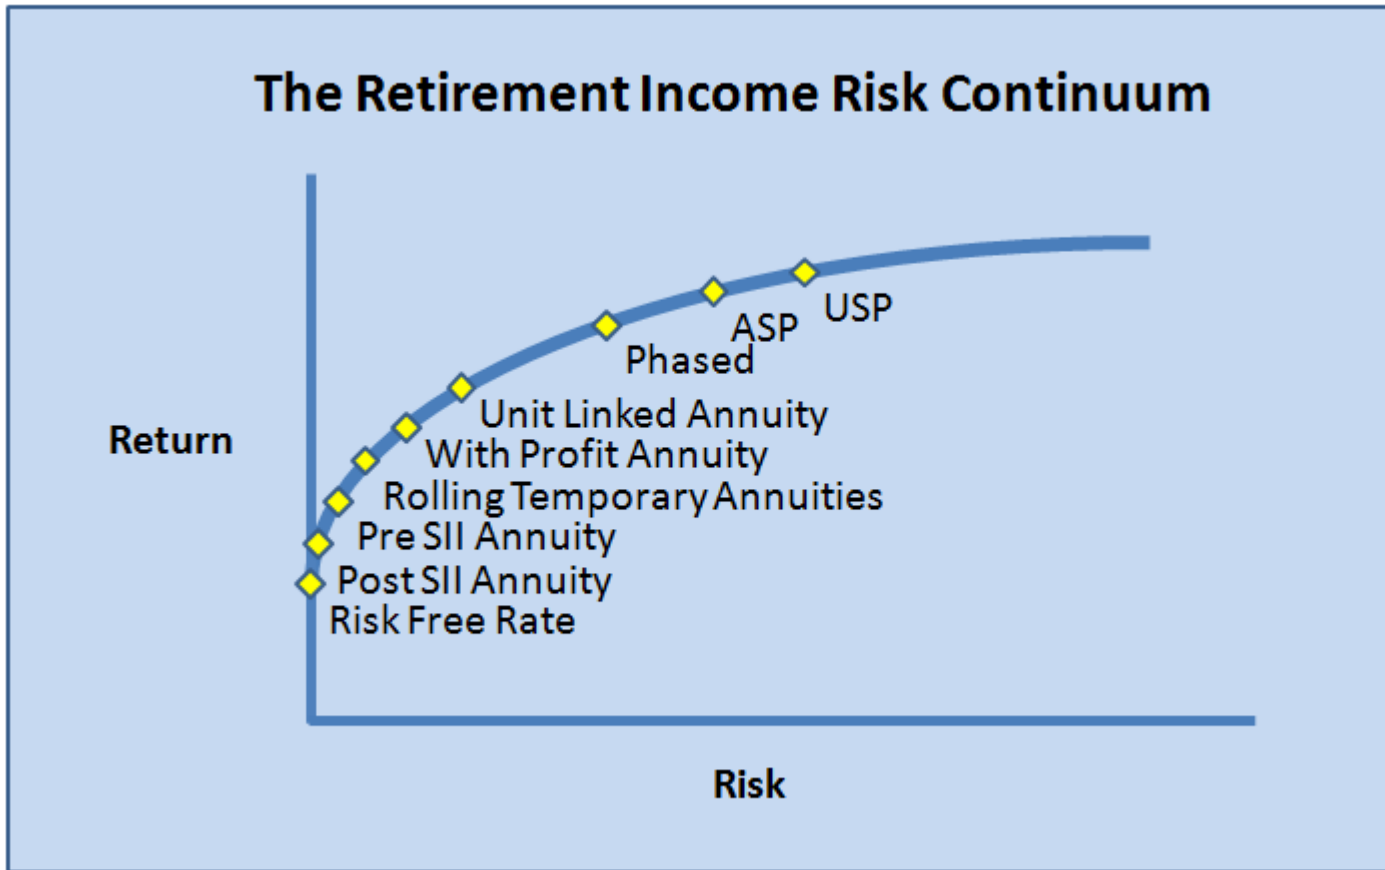 The Retirement Income Risk Continuum
USP
ASP
Phased
Unit Linked Annuity
Return
With Profit Annuity
Rolling Temporary Annuities
Pre SII Annuity
Post SII Annuity
Risk Free Rate
Risk